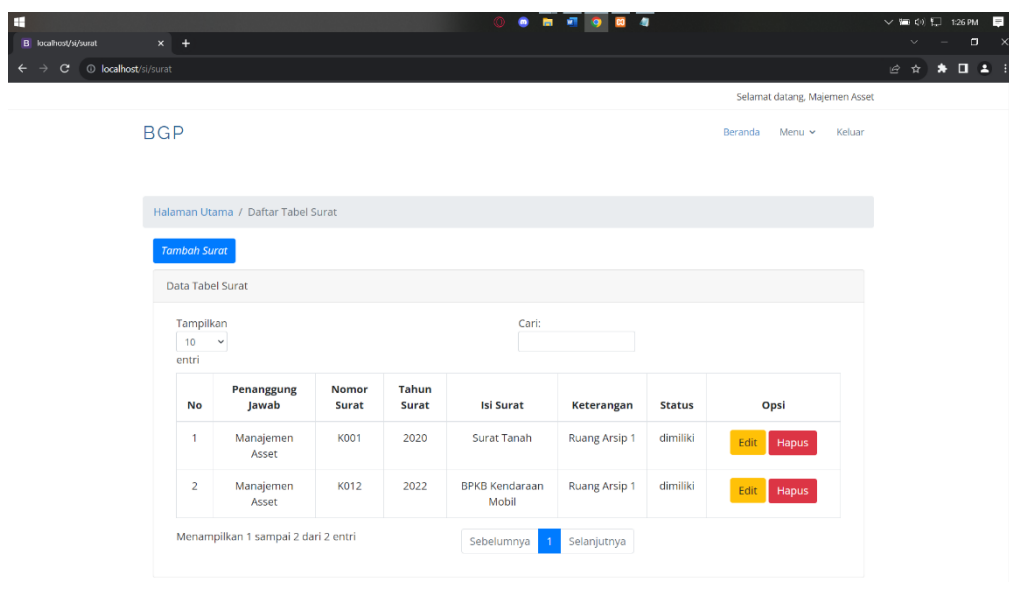 1:26 PM
B localhost/si/surat
localhost/si/surat
Selamat datang, Majemen Asset
BGP
Beranda Menu Keluar
Halaman Utama / Daftar Tabel Surat
Tambah Surat
Data Tabel Surat
Tampilkan
10
entri
Cari:
No Penanggung Jawab Nomor Surat Tahun Surat Isi Surat Keterangan Status Opsi
1 Manajemen Asset K001 2020 Surat Tanah Ruang Arsip 1 dimiliki Edit Hapus
2 Manajemen Asset K012 2022 BPKB Kendaraan Mobil Ruang Arsip 1 dimiliki Edit Hapus
Menampilkan 1 sampai 2 dari 2 entri
Sebelumnya 1 Selanjutnya